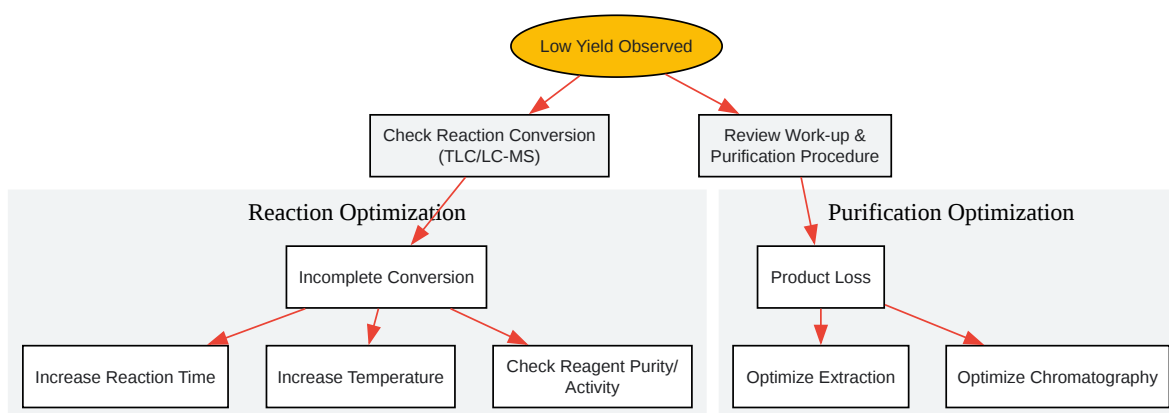 Low Yield Observed
Check Reaction Conversion
(TLC/LC-MS)
Review Work-up &
Purification Procedure
Reaction Optimization
Purification Optimization
Incomplete Conversion
Product Loss
Increase Reaction Time
Increase Temperature
Check Reagent Purity/
Activity
Optimize Extraction
Optimize Chromatography